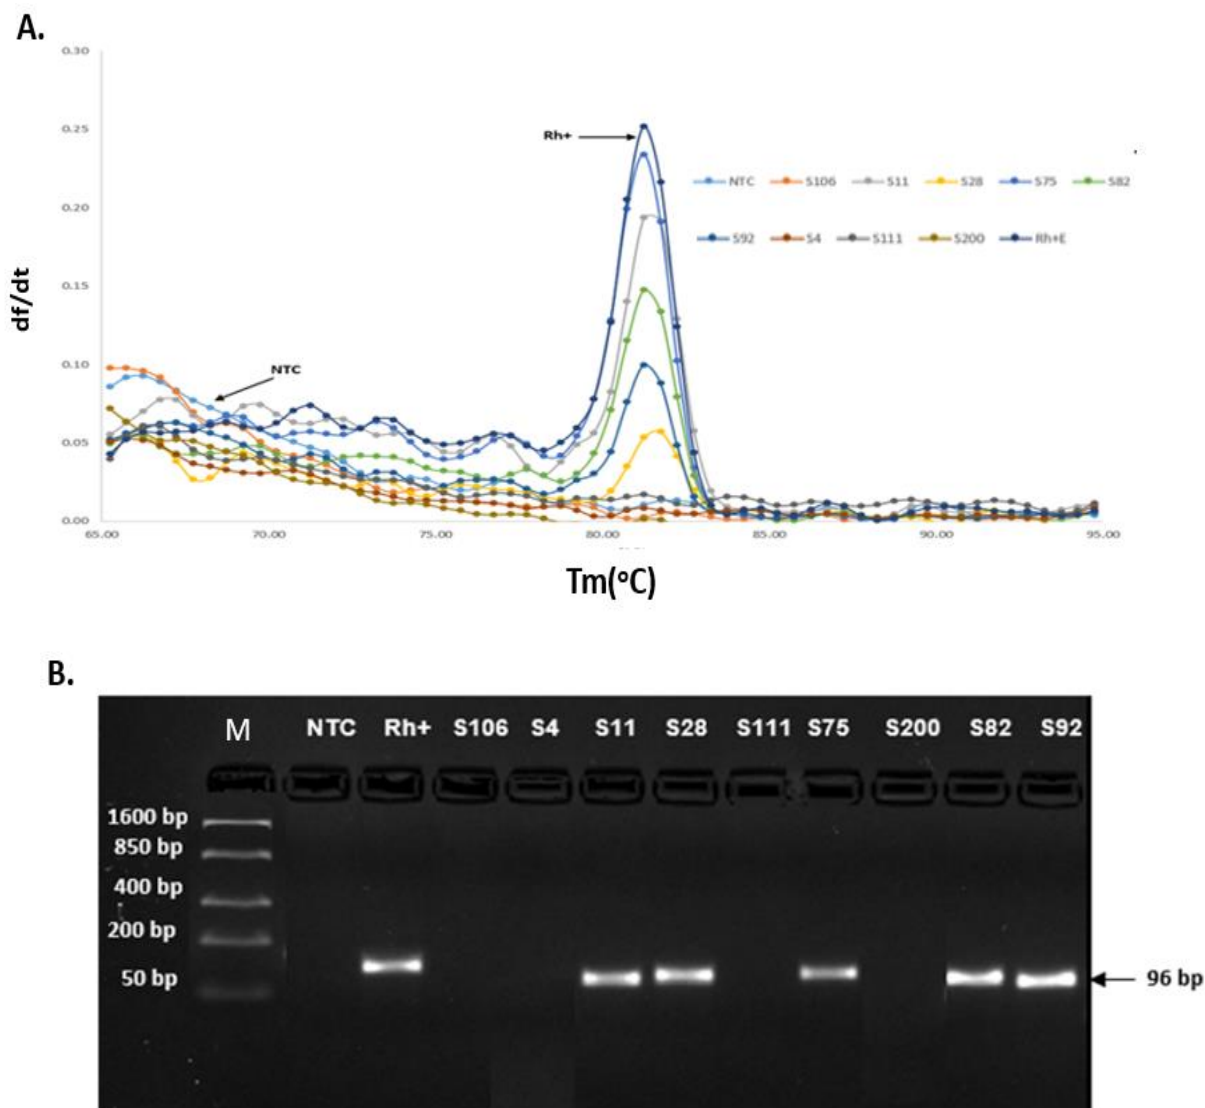 A.
0.30
0.25
0.20
0.15
0.10
0.05
0.00
df/dt
Rh+
NTC
NTC S106 S11 S28 S75 S82
S92 S4 S111 S200 Rh+E
65.00 70.00 75.00 80.00 85.00 90.00 95.00
Tm(°C)
B.
M NTC Rh+ S106 S4 S11 S28 S111 S75 S200 S82 S92
1600 bp
850 bp
400 bp
200 bp
50 bp
96 bp